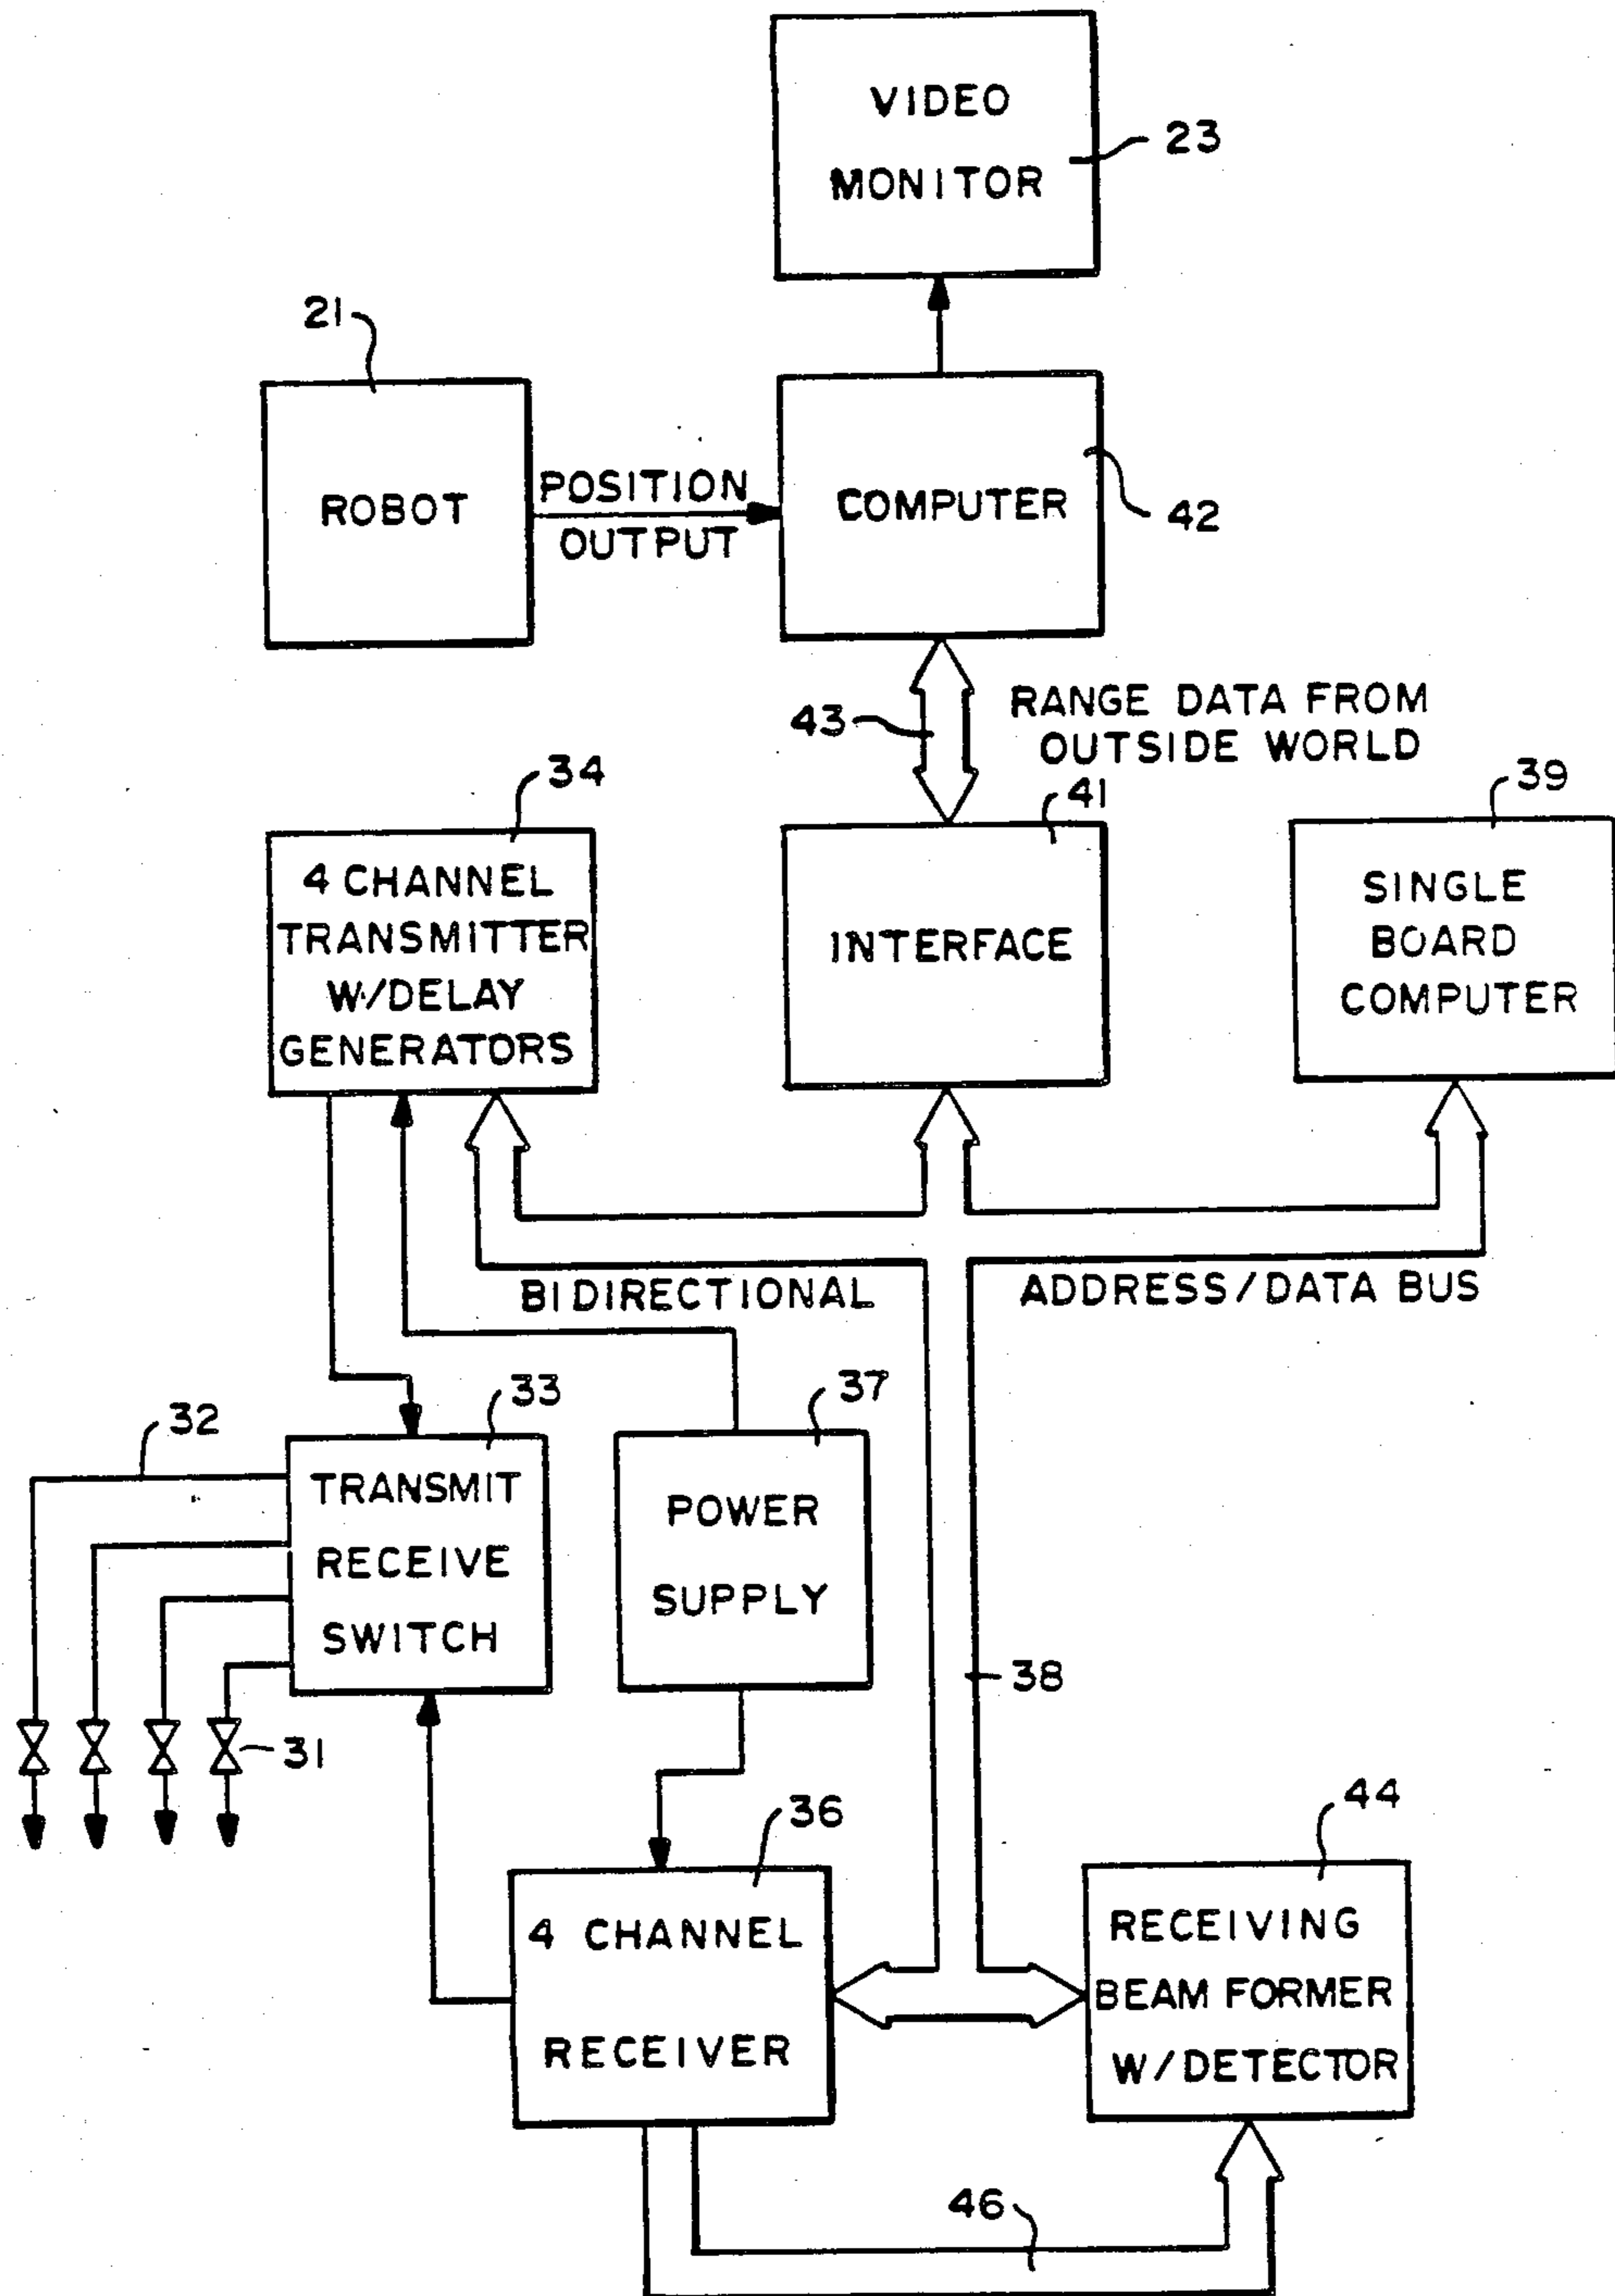 VIDEO
MONITOR
23
21
ROBOT
POSITION
OUTPUT
COMPUTER
42
43
RANGE DATA FROM
OUTSIDE WORLD
34
4 CHANNEL
TRANSMITTER
W/DELAY
GENERATORS
41
INTERFACE
39
SINGLE
BOARD
COMPUTER
BIDIRECTIONAL
ADDRESS/DATA BUS
32
33
TRANSMIT
RECEIVE
SWITCH
37
POWER
SUPPLY
38
31
36
4 CHANNEL
RECEIVER
44
RECEIVING
BEAM FORMER
W/DETECTOR
46